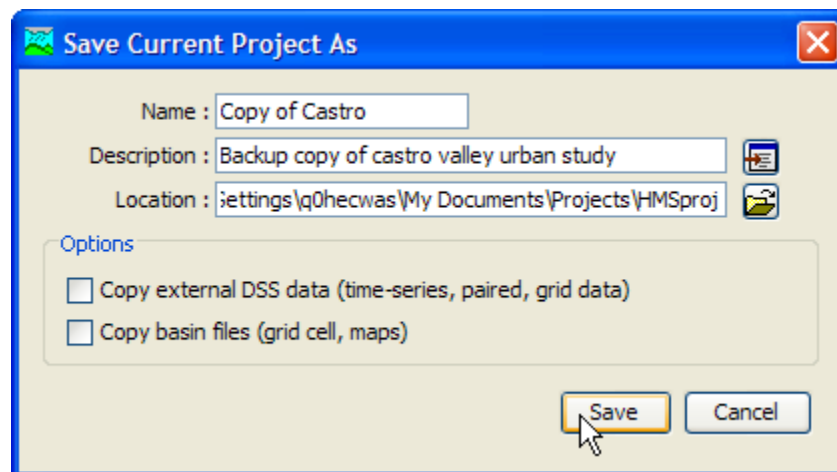 Save Current Project As
Name : Copy of Castro
Description : Backup copy of castro valley urban study
Location : Settings\q0hecwas\My Documents\Projects\HMSproj
Options
Copy external DSS data (time-series, paired, grid data)
Copy basin files (grid cell, maps)
Save Cancel